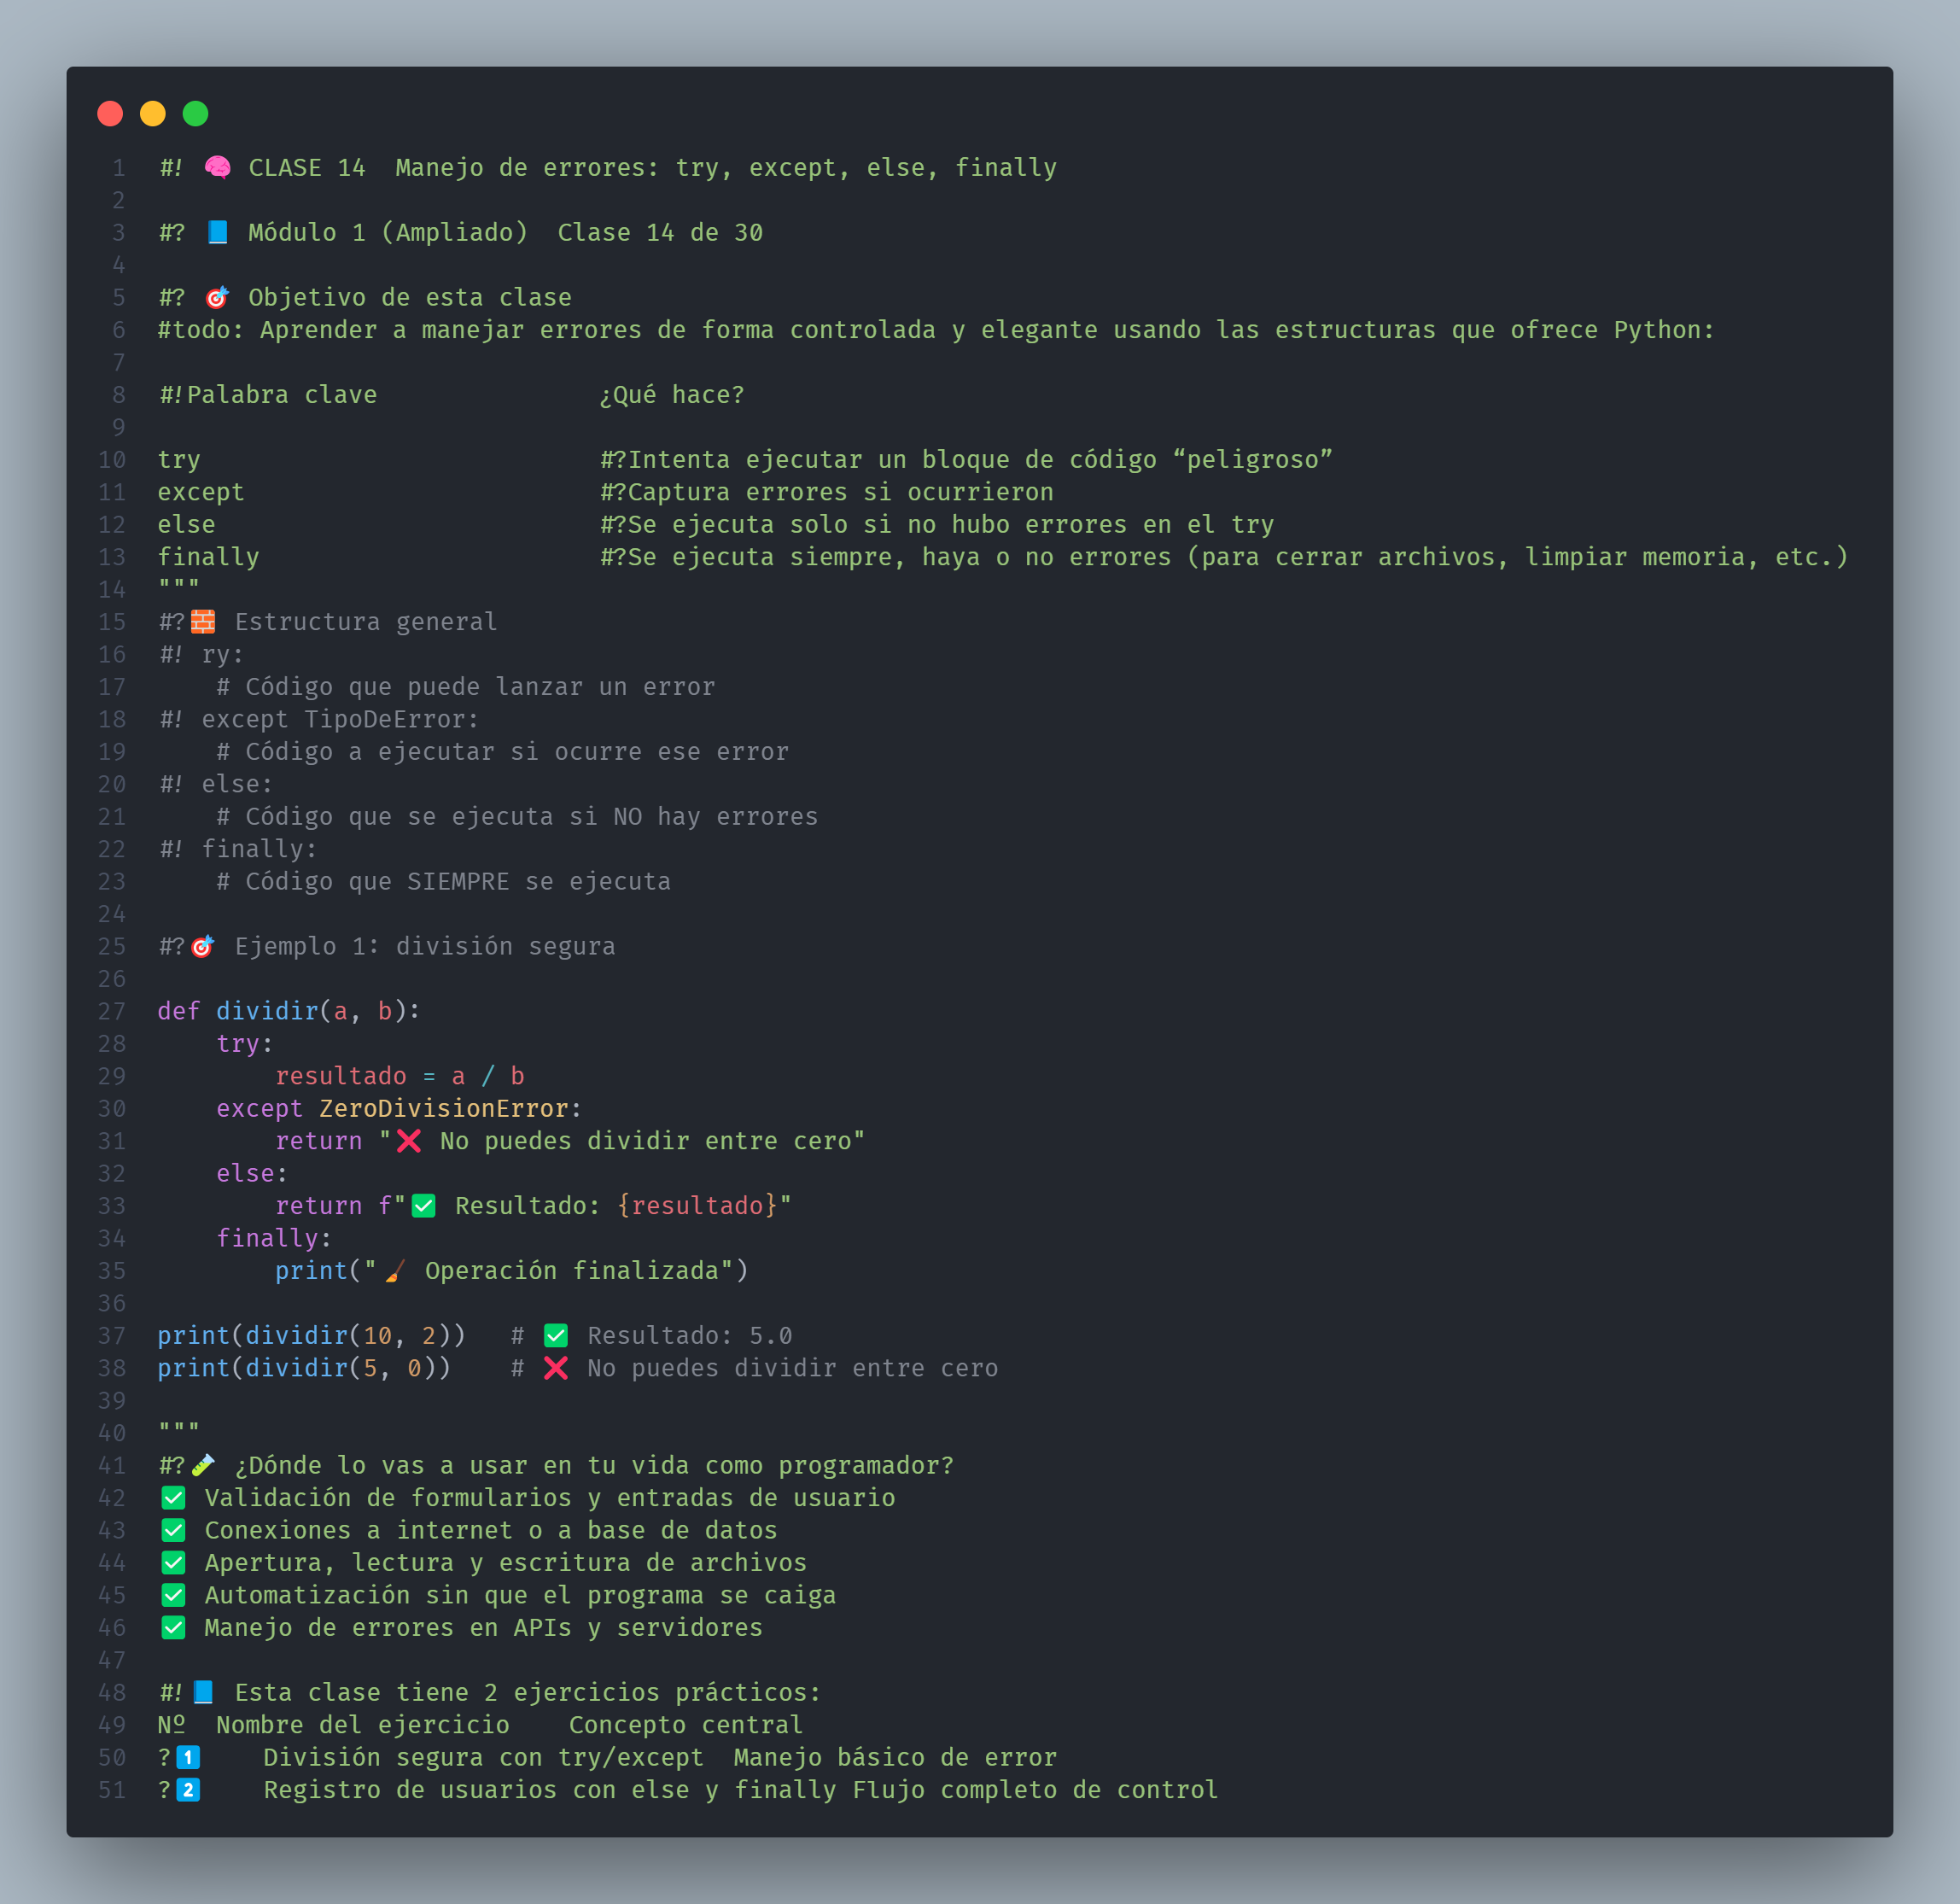 1 #! 🧠 CLASE 14  Manejo de errores: try, except, else, finally
2
3 #? 📘 Módulo 1 (Ampliado)  Clase 14 de 30
4
5 #? 🎯 Objetivo de esta clase
6 #todo: Aprender a manejar errores de forma controlada y elegante usando las estructuras que ofrece Python:
7
8 #!Palabra clave               ¿Qué hace?
9
10 try                           #?Intenta ejecutar un bloque de código “peligroso”
11 except                        #?Captura errores si ocurrieron
12 else                          #?Se ejecuta solo si no hubo errores en el try
13 finally                       #?Se ejecuta siempre, haya o no errores (para cerrar archivos, limpiar memoria, etc.)
14 """
15 #?🧱 Estructura general
16 #! ry:
17     # Código que puede lanzar un error
18 #! except TipoDeError:
19     # Código a ejecutar si ocurre ese error
20 #! else:
21     # Código que se ejecuta si NO hay errores
22 #! finally:
23     # Código que SIEMPRE se ejecuta
24
25 #?🎯 Ejemplo 1: división segura
26
27 def dividir(a, b):
28     try:
29         resultado = a / b
30     except ZeroDivisionError:
31         return "❌ No puedes dividir entre cero"
32     else:
33         return f"✅ Resultado: {resultado}"
34     finally:
35         print("🧹 Operación finalizada")
36
37 print(dividir(10, 2))   # ✅ Resultado: 5.0
38 print(dividir(5, 0))    # ❌ No puedes dividir entre cero
39
40 """
41 #?🧪 ¿Dónde lo vas a usar en tu vida como programador?
42 ✅ Validación de formularios y entradas de usuario
43 ✅ Conexiones a internet o a base de datos
44 ✅ Apertura, lectura y escritura de archivos
45 ✅ Automatización sin que el programa se caiga
46 ✅ Manejo de errores en APIs y servidores
47
48 #!📘 Esta clase tiene 2 ejercicios prácticos:
49 Nº  Nombre del ejercicio    Concepto central
50 ?1️⃣    División segura con try/except  Manejo básico de error
51 ?2️⃣    Registro de usuarios con else y finally Flujo completo de control